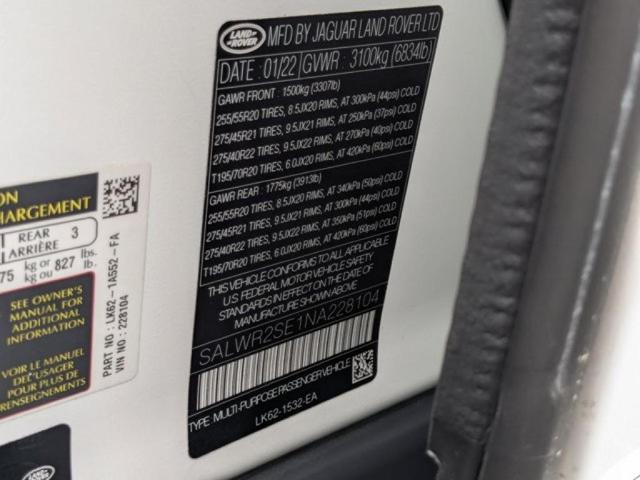 LAND ROVER
MFD BY JAGUAR LAND ROVER LTD
DATE : 01/22 GVWR : 3100kg (6834lb)
GAWR FRONT : 1500kg (3307lb)
255/55R20 TIRES, 8.5JX20 RIMS, AT 300kPa (44psi) COLD
275/45R21 TIRES, 9.5JX21 RIMS, AT 250kPa (37psi) COLD
275/40R22 TIRES, 9.5JX22 RIMS, AT 270kPa (40psi) COLD
T195/70R20 TIRES, 6.0JX20 RIMS, AT 420kPa (60psi) COLD
GAWR REAR: 1775kg (3913lb)
255/55R20 TIRES, 8.5JX20 RIMS, AT 340kPa (50psi) COLD
275/45R21 TIRES, 9.5JX21 RIMS, AT 300kPa (44psi) COLD
275/40R22 TIRES, 9.5JX22 RIMS, AT 350kPa (51psi) COLD
T195/70R20 TIRES, 6.0JX20 RIMS, AT 420kPa (60psi) COLD
THIS VEHICLE CONFORMS TO ALL APPLICABLE
U.S. FEDERAL MOTOR VEHICLE SAFETY
STANDARDS IN EFFECT ON THE DATE OF
MANUFACTURE SHOWN ABOVE
SALWR2SE1NA228104
TYPE: MULTI-PURPOSE PASSENGER VEHICLE
LK62-1532-EA
ON
CHARGEMENT
REAR 3
ARRIÈRE
75 kg or 827 lbs.
kg ou lb.
SEE OWNER'S
MANUAL FOR
ADDITIONAL
INFORMATION
VOIR LE MANUEL
DE L'USAGER
POUR PLUS DE
RENSEIGNEMENTS
PART NO : LK62-1A552-FA
VIN NO : 228104
LAND ROVER